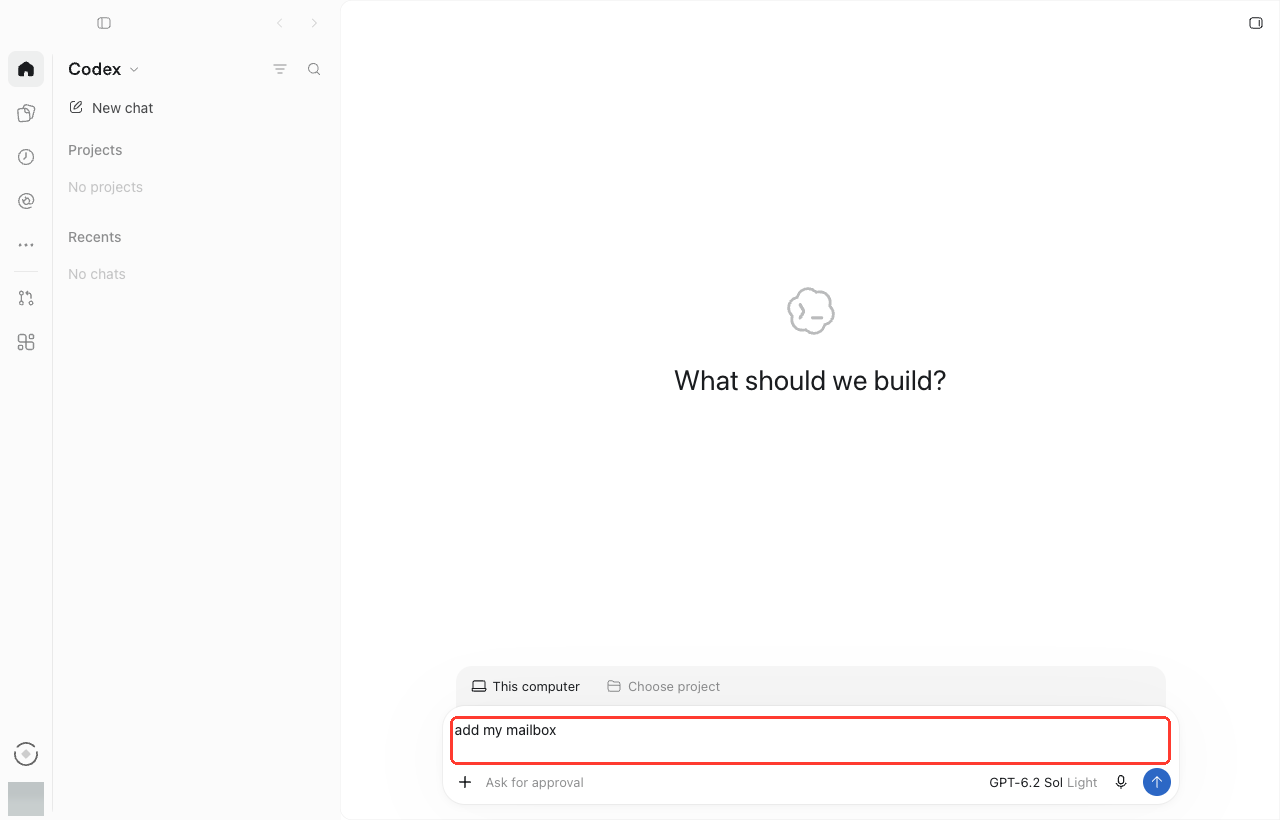 Codex
New chat
Projects
No projects
Recents
No chats
What should we build?
This computer
Choose project
add my mailbox
Ask for approval
GPT-6.2 Sol Light